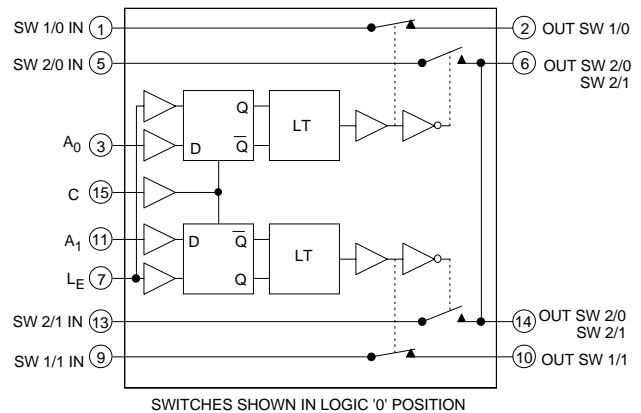 SW 1/0 IN 1 2 OUT SW 1/0
SW 2/0 IN 5 6 OUT SW 2/0
SW 2/1
Q
LT
A0 3 D Q̅
C 15
A1 11 D Q̅
LT
LE 7 Q
SW 2/1 IN 13 14 OUT SW 2/0
SW 2/1
SW 1/1 IN 9 10 OUT SW 1/1
SWITCHES SHOWN IN LOGIC '0' POSITION